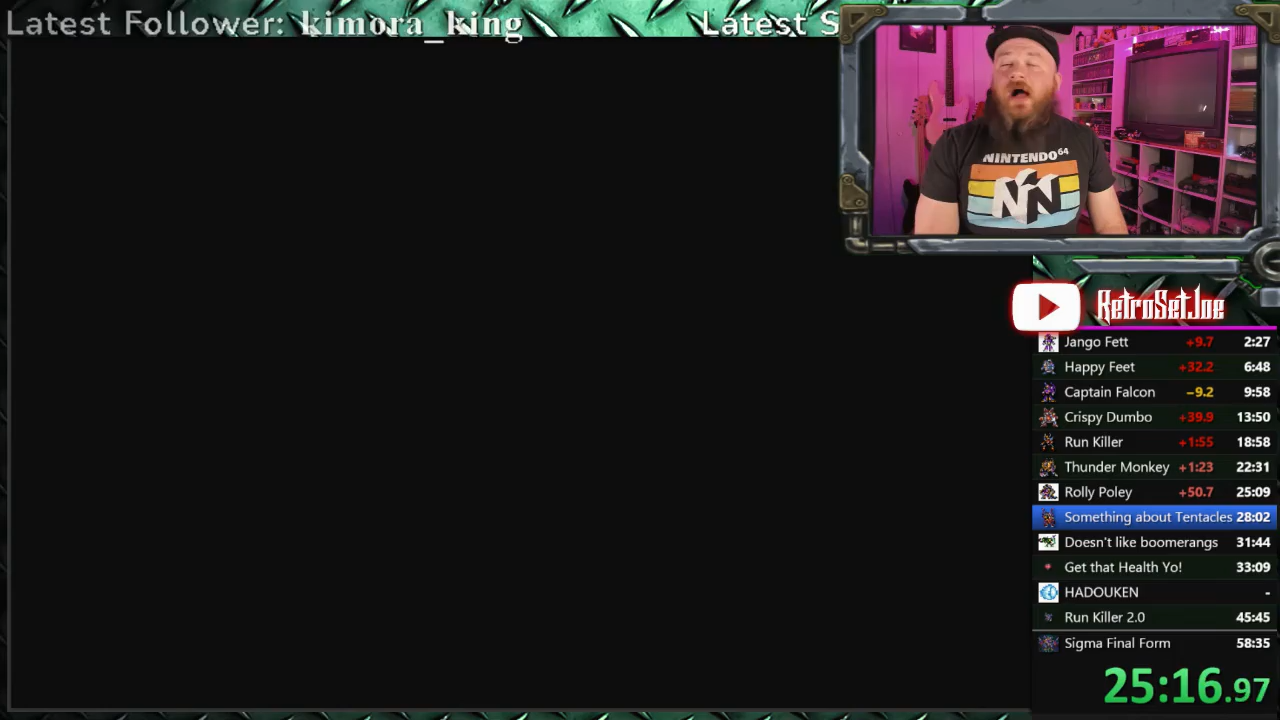 Latest Follower: kimora_king
Latest S
NINTENDO64
RetroSetJoe
Jango Fett +9.7 2:27
Happy Feet +32.2 6:48
Captain Falcon −9.2 9:58
Crispy Dumbo +39.9 13:50
Run Killer +1:55 18:58
Thunder Monkey +1:23 22:31
Rolly Poley +50.7 25:09
Something about Tentacles 28:02
Doesn't like boomerangs 31:44
Get that Health Yo! 33:09
HADOUKEN -
Run Killer 2.0 45:45
Sigma Final Form 58:35
25:16.97